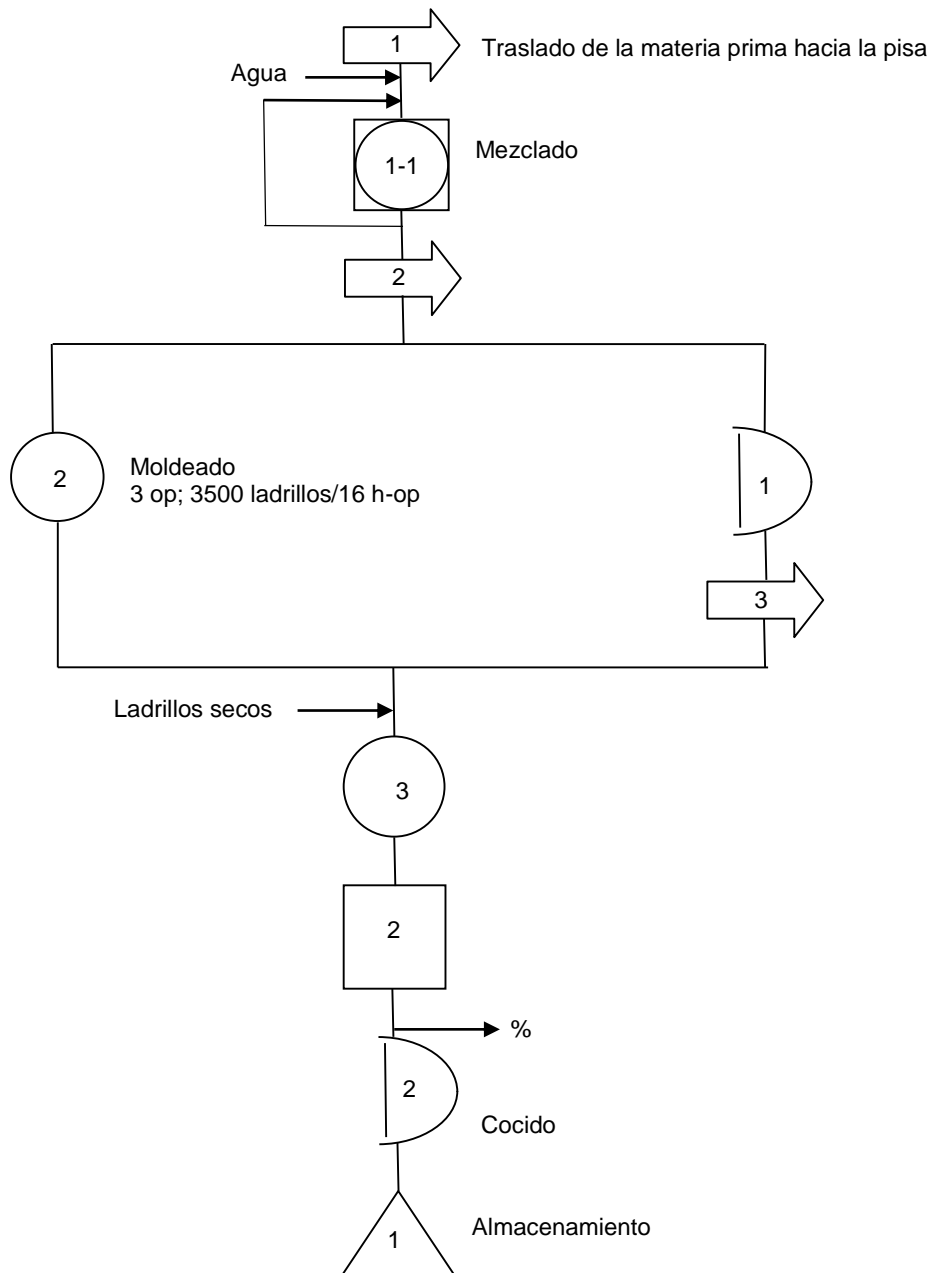 1
Traslado de la materia prima hacia la pisa
Agua
1-1
Mezclado
2
2
Moldeado
3 op; 3500 ladrillos/16 h-op
1
3
Ladrillos secos
3
2
%
2
Cocido
1
Almacenamiento